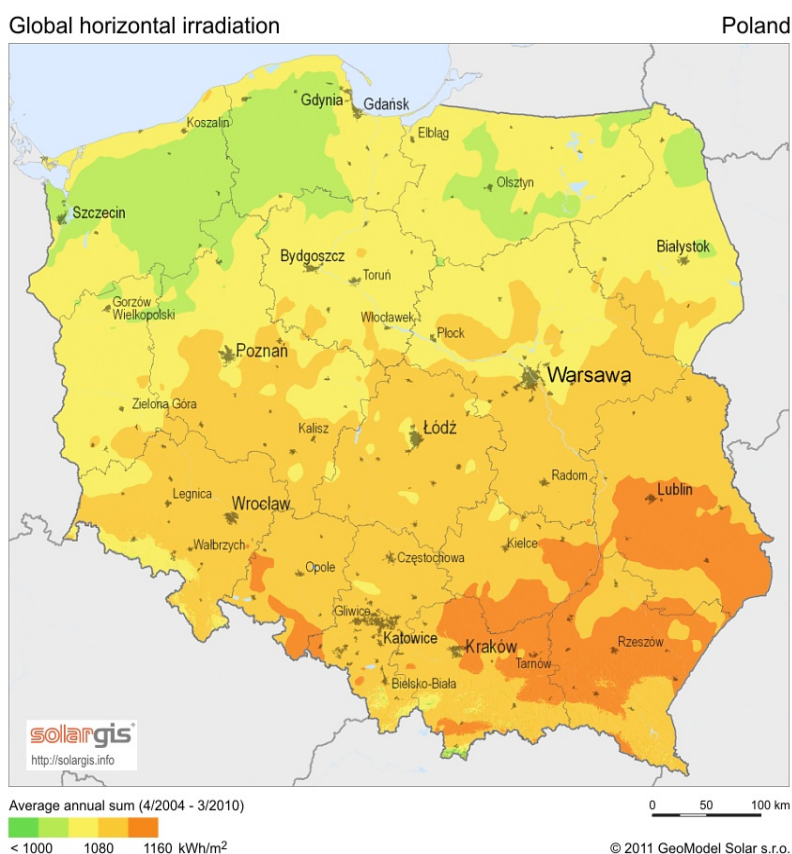 Global horizontal irradiation Poland
Gdynia
Gdańsk
Koszalin
Elbląg
Olsztyn
Szczecin
Białystok
Bydgoszcz
Toruń
Gorzów
Wielkopolski
Włocławek
Płock
Poznań
Warsawa
Zielona Góra
Kalisz
Łódź
Radom
Legnica
Lublin
Wrocław
Wałbrzych
Kielce
Częstochowa
Opole
Gliwice
Katowice
Kraków
Rzeszów
Tarnów
Bielsko-Biała
solargis
http://solargis.info
Average annual sum (4/2004 - 3/2010) 0 50 100 km
< 1000 1080 1160 kWh/m²
© 2011 GeoModel Solar s.r.o.